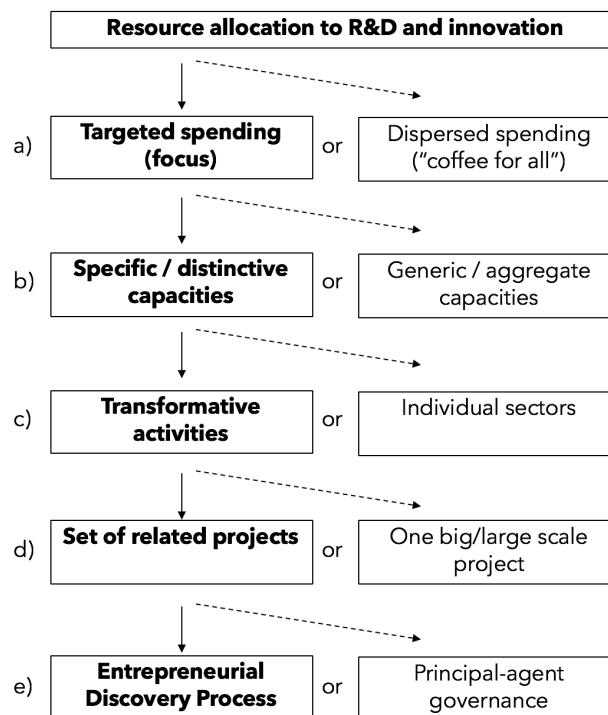 Resource allocation to R&D and innovation
a)
Targeted spending
(focus)
or
Dispersed spending
(“coffee for all”)
b)
Specific / distinctive
capacities
or
Generic / aggregate
capacities
c)
Transformative
activities
or
Individual sectors
d)
Set of related projects
or
One big/large scale
project
e)
Entrepreneurial
Discovery Process
or
Principal-agent
governance